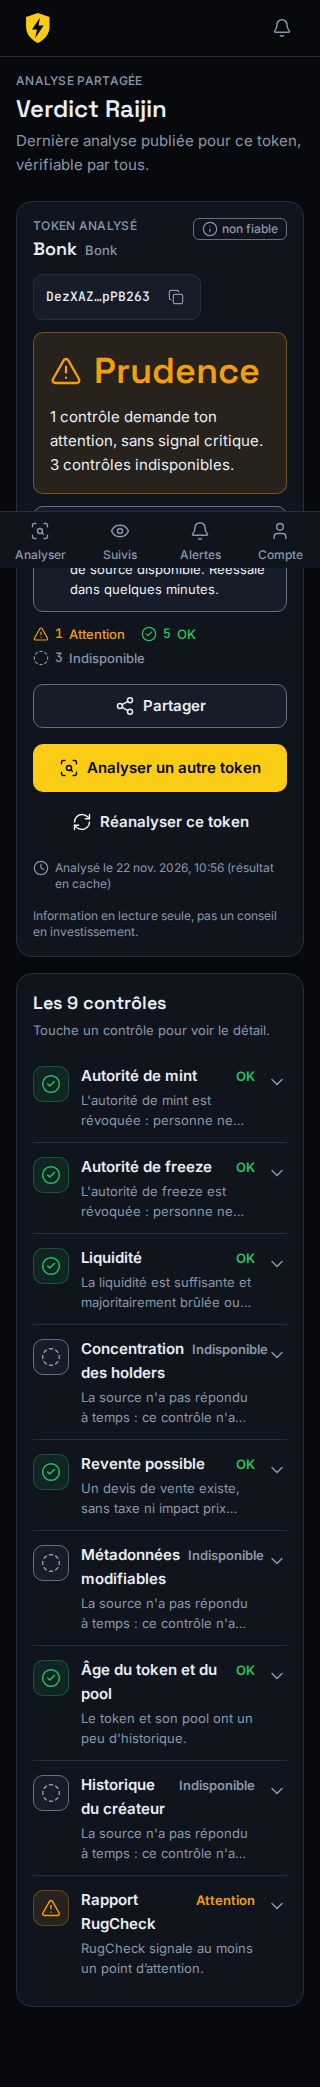 ANALYSE PARTAGÉE
Verdict Raijin
Dernière analyse publiée pour ce token,
vérifiable par tous.
TOKEN ANALYSÉ
non fiable
Bonk Bonk
DezXAZ…pPB263
Prudence
1 contrôle demande ton
attention, sans signal critique.
3 contrôles indisponibles.
Analyser Suivis Alertes Compte
de source disponible. Réessaie
dans quelques minutes.
1 Attention 5 OK
3 Indisponible
Partager
Analyser un autre token
Réanalyser ce token
Analysé le 22 nov. 2026, 10:56 (résultat
en cache)
Information en lecture seule, pas un conseil
en investissement.
Les 9 contrôles
Touche un contrôle pour voir le détail.
Autorité de mint OK
L'autorité de mint est
révoquée : personne ne…
Autorité de freeze OK
L'autorité de freeze est
révoquée : personne ne…
Liquidité OK
La liquidité est suffisante et
majoritairement brûlée ou…
Concentration Indisponible
des holders
La source n'a pas répondu
à temps : ce contrôle n'a…
Revente possible OK
Un devis de vente existe,
sans taxe ni impact prix…
Métadonnées Indisponible
modifiables
La source n'a pas répondu
à temps : ce contrôle n'a…
Âge du token et du OK
pool
Le token et son pool ont un
peu d'historique.
Historique Indisponible
du créateur
La source n'a pas répondu
à temps : ce contrôle n'a…
Rapport Attention
RugCheck
RugCheck signale au moins
un point d’attention.